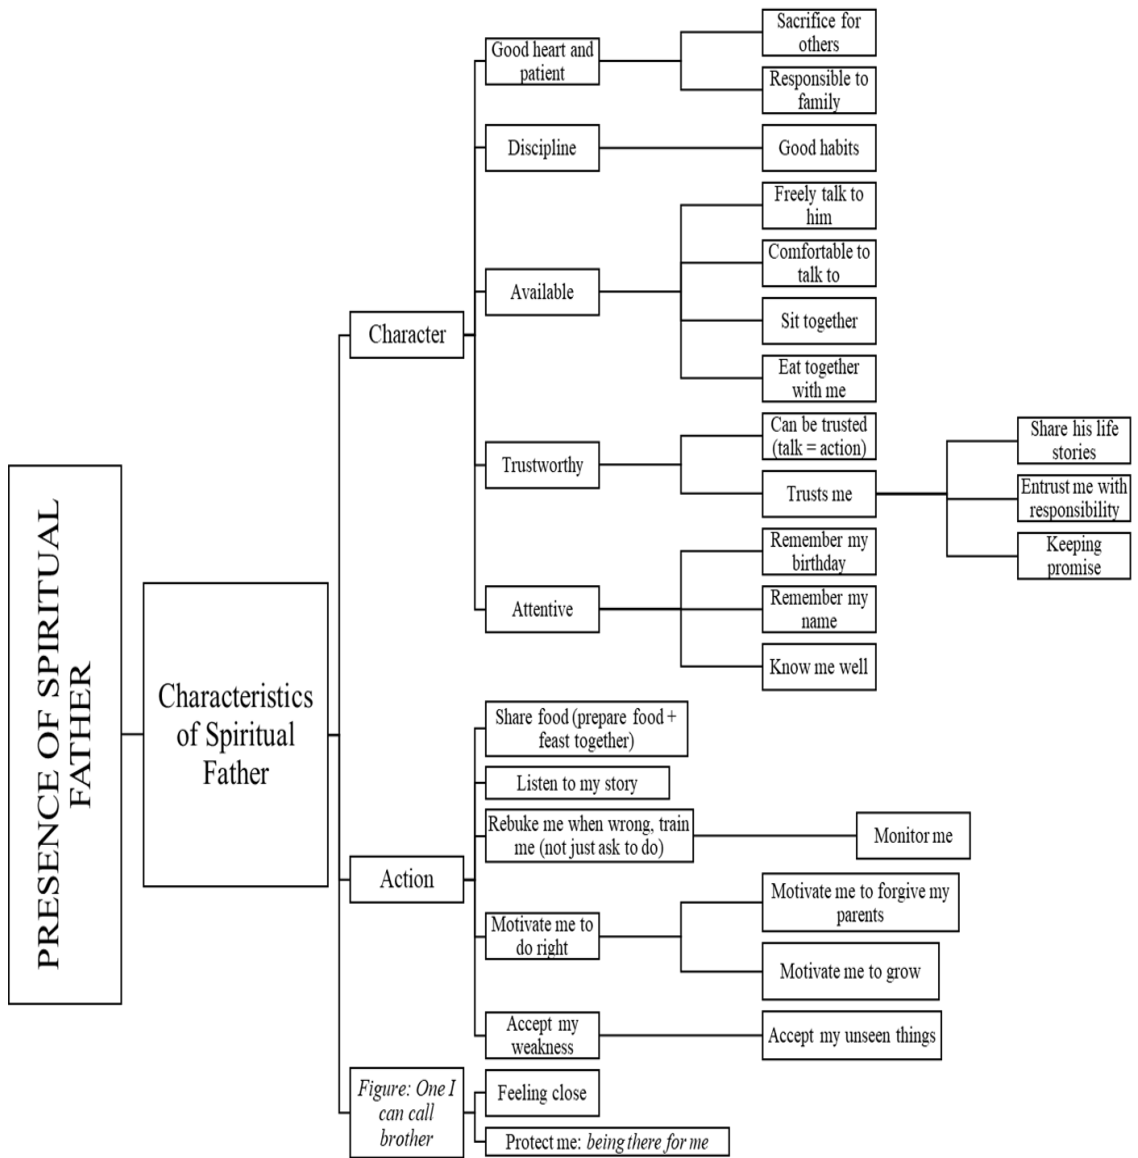 PRESENCE OF SPIRITUAL
FATHER
Characteristics
of Spiritual
Father
Character
Good heart and
patient
Sacrifice for
others
Responsible to
family
Discipline
Good habits
Available
Freely talk to
him
Comfortable to
talk to
Sit together
Eat together
with me
Trustworthy
Can be trusted
(talk = action)
Trusts me
Share his life
stories
Entrust me with
responsibility
Keeping
promise
Attentive
Remember my
birthday
Remember my
name
Know me well
Action
Share food (prepare food +
feast together)
Listen to my story
Rebuke me when wrong, train
me (not just ask to do)
Monitor me
Motivate me to
do right
Motivate me to forgive my
parents
Motivate me to grow
Accept my
weakness
Accept my unseen things
Figure: One I
can call
brother
Feeling close
Protect me: being there for me